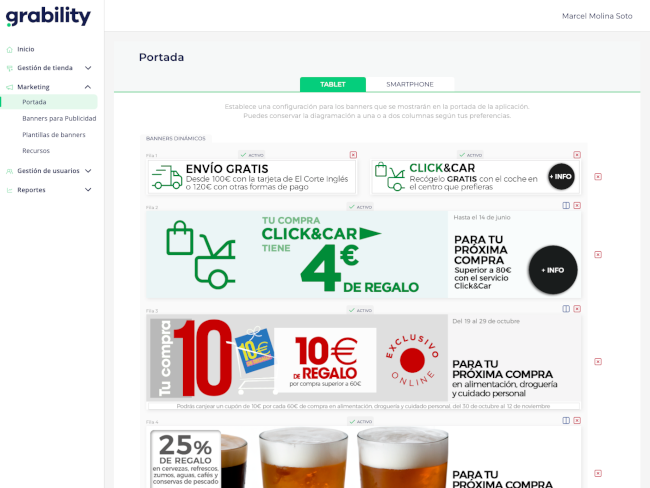 grability
Marcel Molina Soto
Inicio
Gestión de tienda
Marketing
Portada
Banners para Publicidad
Plantillas de banners
Recursos
Gestión de usuarios
Reportes
Portada
TABLET
SMARTPHONE
Establece una configuración para los banners que se mostrarán en la portada de la aplicación.
Puedes conservar la diagramación a una o a dos columnas según tus preferencias.
BANNERS DINÁMICOS
Fila 1
ACTIVO
ACTIVO
ENVÍO GRATIS
Desde 100€ con la tarjeta de El Corte Inglés
o 120€ con otras formas de pago
CLICK&CAR
Recógelo GRATIS con el coche en
el centro que prefieras
+ INFO
Fila 2
ACTIVO
TU COMPRA
CLICK&CAR
TIENE
4€
DE REGALO
Hasta el 14 de junio
PARA TU
PRÓXIMA
COMPRA
Superior a 80€
con el servicio
Click&Car
+ INFO
Fila 3
ACTIVO
Tu compra
10
10€
10€
DE REGALO
por compra superior a 60€
EXCLUSIVO
ONLINE
Del 19 al 29 de octubre
PARA TU
PRÓXIMA COMPRA
en alimentación, droguería
y cuidado personal
Podrás canjear un cupón de 10€ por cada 60€ de compra en alimentación, droguería y cuidado personal del 30 de octubre al 12 de noviembre
Fila 4
ACTIVO
25%
DE REGALO
en cervezas, refrescos,
zumos, aguas, cafés y
conservas de pescado
PARA TU
PRÓXIMA COMPRA